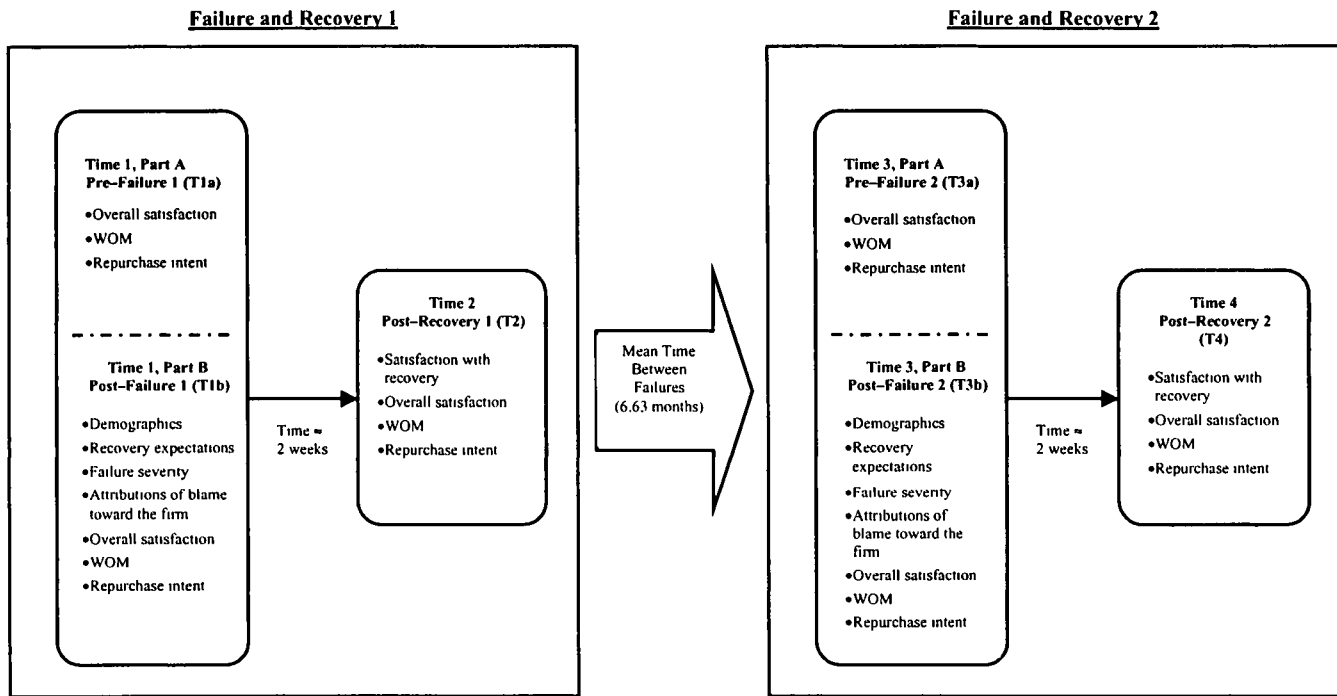 Failure and Recovery 1
Time 1, Part A
Pre–Failure 1 (T1a)
•Overall satisfaction
•WOM
•Repurchase intent
Time 1, Part B
Post–Failure 1 (T1b)
•Demographics
•Recovery expectations
•Failure severity
•Attributions of blame
toward the firm
•Overall satisfaction
•WOM
•Repurchase intent
Time ≈
2 weeks
Time 2
Post–Recovery 1 (T2)
•Satisfaction with
recovery
•Overall satisfaction
•WOM
•Repurchase intent
Mean Time
Between
Failures
(6.63 months)
Failure and Recovery 2
Time 3, Part A
Pre–Failure 2 (T3a)
•Overall satisfaction
•WOM
•Repurchase intent
Time 3, Part B
Post–Failure 2 (T3b)
•Demographics
•Recovery
expectations
•Failure severity
•Attributions of
blame toward the
firm
•Overall satisfaction
•WOM
•Repurchase intent
Time ≈
2 weeks
Time 4
Post–Recovery 2
(T4)
•Satisfaction with
recovery
•Overall satisfaction
•WOM
•Repurchase intent